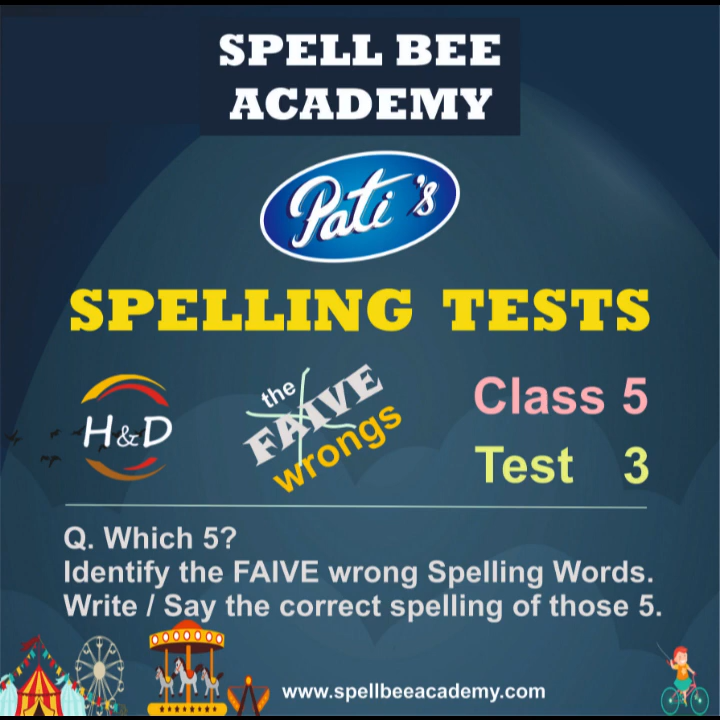 SPELL BEE
ACADEMY
Pati's
SPELLING TESTS
H&D
the
FAIVE
wrongs
Class 5
Test 3
Q. Which 5?
Identify the FAIVE wrong Spelling Words.
Write / Say the correct spelling of those 5.
www.spellbeeacademy.com